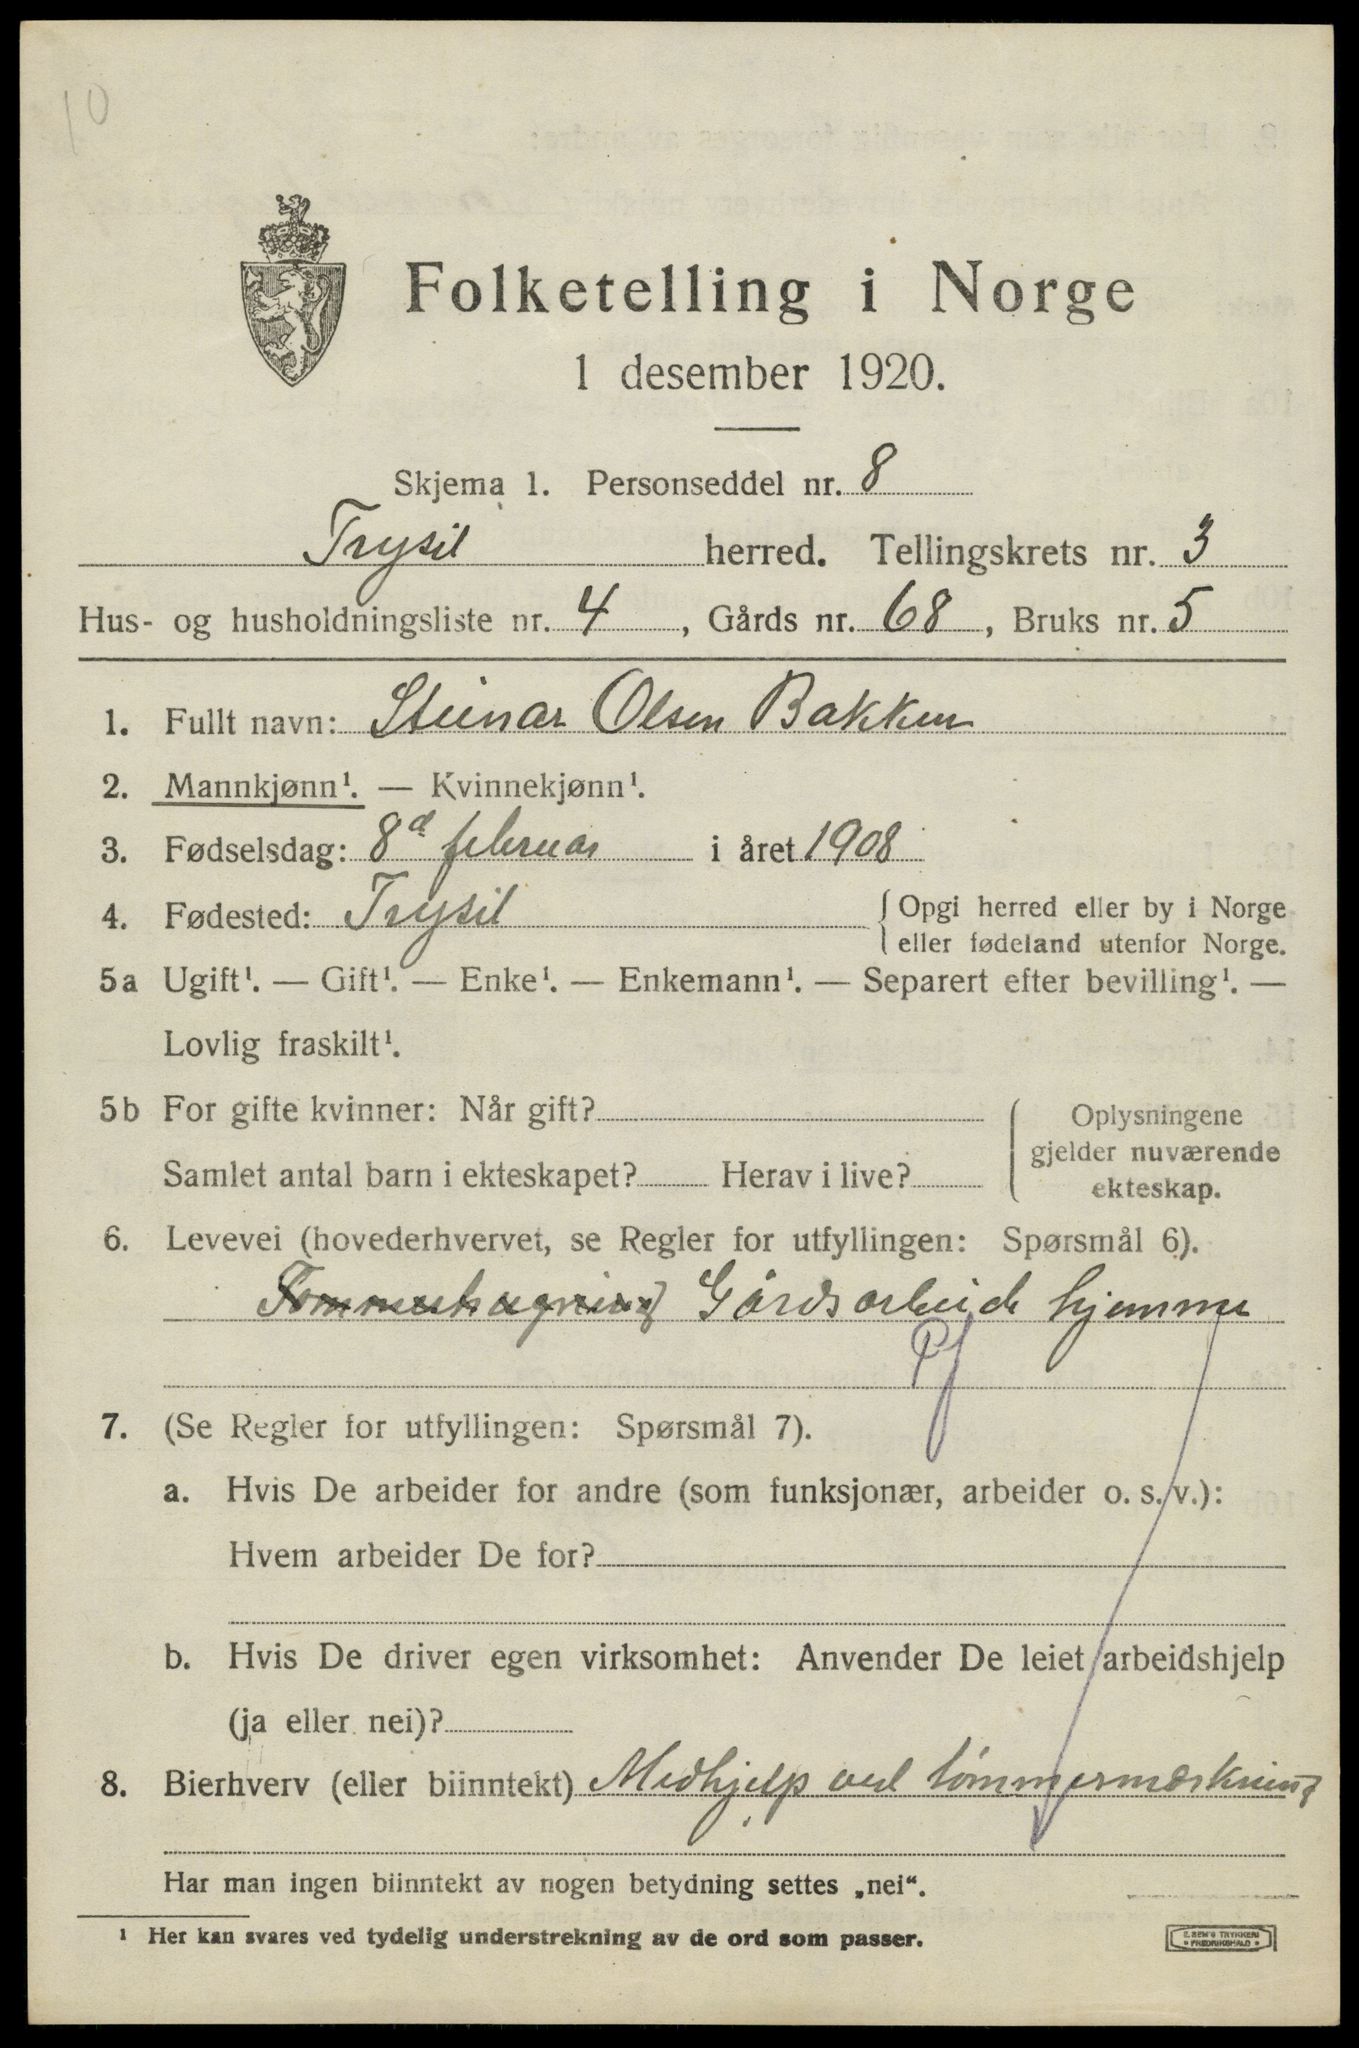 10
Folketelling i Norge
1 desember 1920.
Skjema 1. Personseddel nr. 8
Trysil herred. Tellingskrets nr. 3
Hus- og husholdningsliste nr. 4, Gårds nr. 68, Bruks nr. 5
1. Fullt navn: Steinar Olsen Bakken
2. Mannkjønn¹. — Kvinnekjønn¹.
3. Fødselsdag: 8d februar i året 1908
4. Fødested: Trysil { Opgi herred eller by i Norge
eller fødeland utenfor Norge.
5a Ugift¹. — Gift¹. — Enke¹. — Enkemann¹. — Separert efter bevilling¹. —
Lovlig fraskilt¹.
5b For gifte kvinner: Når gift?
Samlet antal barn i ekteskapet? Herav i live?
Oplysningene
gjelder nuværende
ekteskap.
6. Levevei (hovederhvervet, se Regler for utfyllingen: Spørsmål 6).
Gårdsarbeide hjemme
Pf
7. (Se Regler for utfyllingen: Spørsmål 7).
a. Hvis De arbeider for andre (som funksjonær, arbeider o. s. v.):
Hvem arbeider De for?
b. Hvis De driver egen virksomhet: Anvender De leiet arbeidshjelp
(ja eller nei)?
8. Bierhverv (eller biinntekt) Medhjelp ved tømmermerkning
Har man ingen biinntekt av nogen betydning settes „nei“.
¹ Her kan svares ved tydelig understrekning av de ord som passer.
E. SEM'S TRYKKERI
FREDRIKSHALD